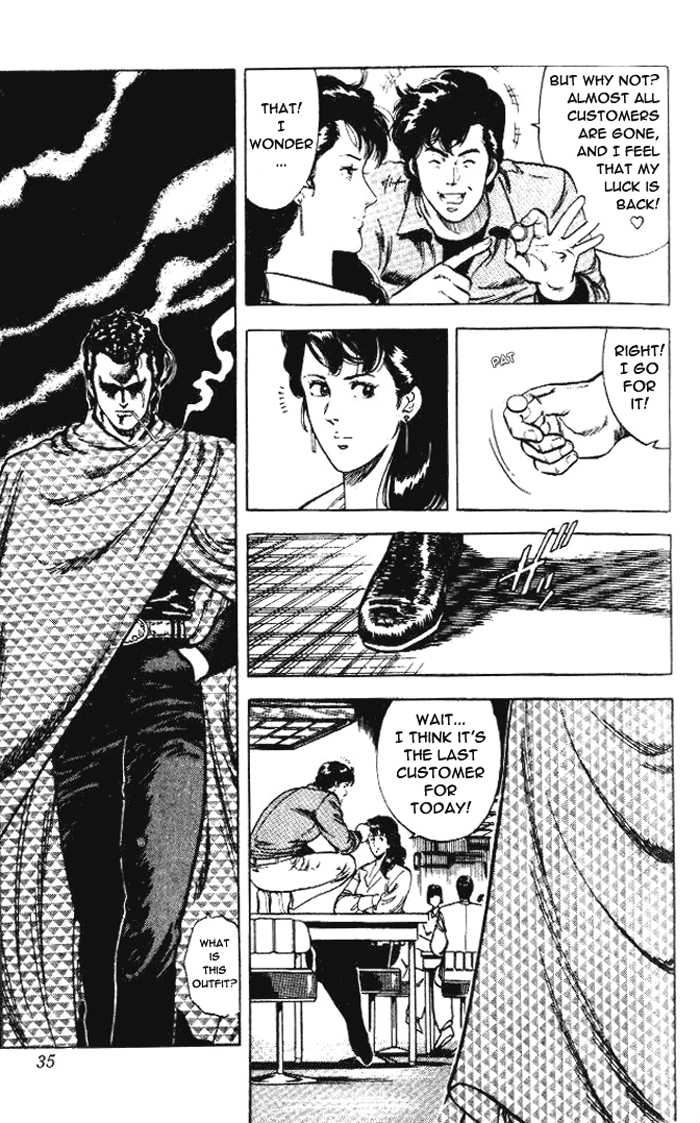 BUT WHY NOT?
ALMOST ALL
CUSTOMERS
ARE GONE,
AND I FEEL
THAT MY
LUCK IS
BACK!
♡
THAT!
I
WONDER
...
RIGHT!
I GO
FOR
IT!
PAT
WAIT...
I THINK IT'S
THE LAST
CUSTOMER
FOR
TODAY!
WHAT
IS
THIS
OUTFIT?
35